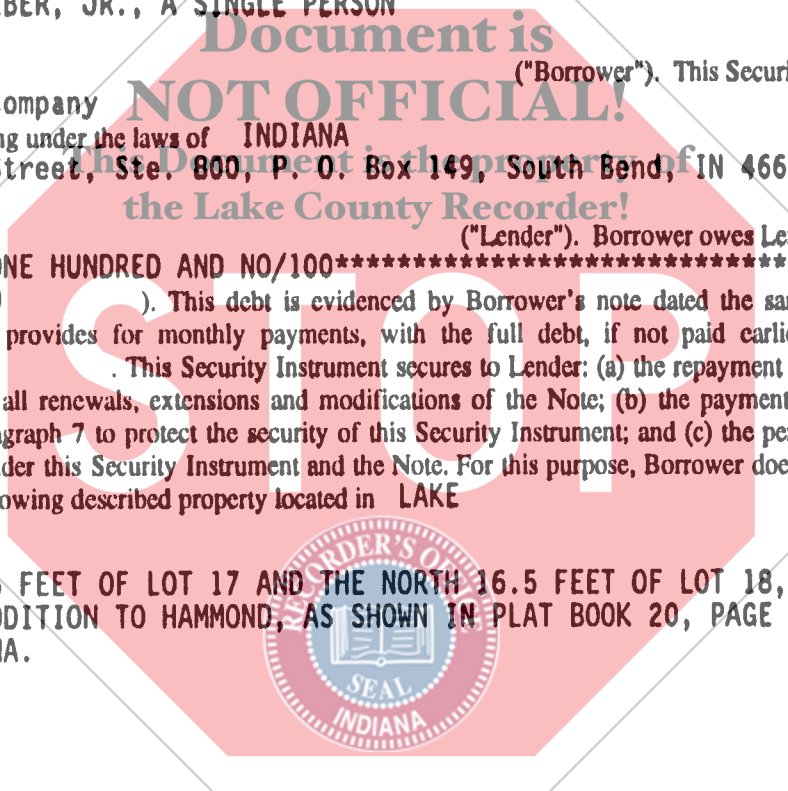 BER, JR., A SINGLE PERSON
Document is
("Borrower"). This Securi
ompany
NOT OFFICIAL!
ng under the laws of INDIANA
Street, Ste. 800, P. O. Box 149, South Bend, IN 466
This Document is the property of
the Lake County Recorder!
("Lender"). Borrower owes Le
ONE HUNDRED AND NO/100*****************************
). This debt is evidenced by Borrower's note dated the sa
provides for monthly payments, with the full debt, if not paid carli
. This Security Instrument secures to Lender: (a) the repayment
all renewals, extensions and modifications of the Note; (b) the payment
agraph 7 to protect the security of this Security Instrument; and (c) the pe
der this Security Instrument and the Note. For this purpose, Borrower doe
owing described property located in LAKE
STOP
FEET OF LOT 17 AND THE NORTH 16.5 FEET OF LOT 18,
DDITION TO HAMMOND, AS SHOWN IN PLAT BOOK 20, PAGE
NA.
RECORDER'S OFFICE
SEAL
INDIANA